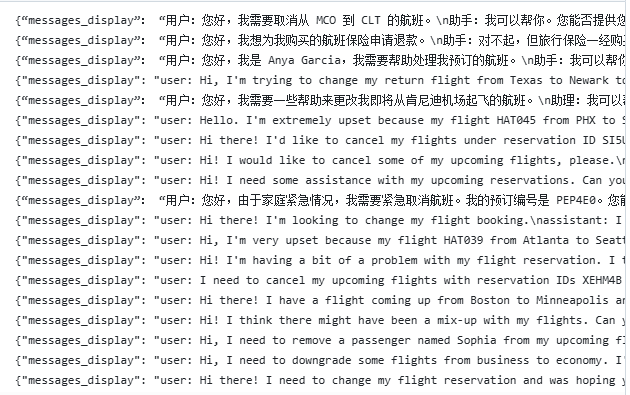 {“messages_display”: “用户：您好，我需要取消从 MCO 到 CLT 的航班。\n助手：我可以帮你。您能否提供您
{“messages_display”: “用户：您好，我想为我购买的航班保险申请退款。\n助手：对不起，但旅行保险一经购
{“messages_display”: “用户：您好，我是 Anya Garcia，我需要帮助处理我预订的航班。\n助手：我可以帮你
{"messages_display": "user: Hi, I'm trying to change my return flight from Texas to Newark to
{“messages_display”: “用户：您好，我需要一些帮助来更改我即将从肯尼迪机场起飞的航班。\n助理：我可以帮
{"messages_display": "user: Hello. I'm extremely upset because my flight HAT045 from PHX to S
{"messages_display": "user: Hi there! I'd like to cancel my flights under reservation ID SI5U
{"messages_display": "user: Hi! I would like to cancel some of my upcoming flights, please.\n
{"messages_display": "user: Hi! I need some assistance with my upcoming reservations. Can you
{“messages_display”: “用户：您好，由于家庭紧急情况，我需要紧急取消航班。我的预订编号是 PEP4E0。您能
{"messages_display": "user: Hi there! I'm looking to change my flight booking.\nassistant: I
{"messages_display": "user: Hi, I'm very upset because my flight HAT039 from Atlanta to Seatt
{"messages_display": "user: Hi! I'm having a bit of a problem with my flight reservation. I t
{"messages_display": "user: I need to cancel my upcoming flights with reservation IDs XEHM4B
{"messages_display": "user: Hi there! I have a flight coming up from Boston to Minneapolis an
{"messages_display": "user: Hi! I think there might have been a mix-up with my flights. Can y
{"messages_display": "user: Hi, I need to remove a passenger named Sophia from my upcoming fl
{"messages_display": "user: Hi, I need to downgrade some flights from business to economy. I'
{"messages_display": "user: Hi there! I need to change my flight reservation and was hoping y